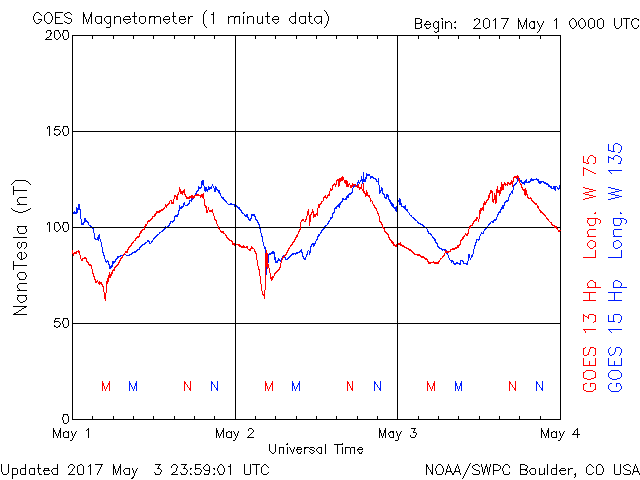 GOES Magnetometer (1 minute data)
Begin: 2017 May 1 0000 UTC
200
150
100
50
0
NanoTesla (nT)
M M N N M M N N M M N N
May 1 May 2 May 3 May 4
Universal Time
GOES 13 Hp Long. W 75
GOES 15 Hp Long. W 135
Updated 2017 May 3 23:59:01 UTC
NOAA/SWPC Boulder, CO USA